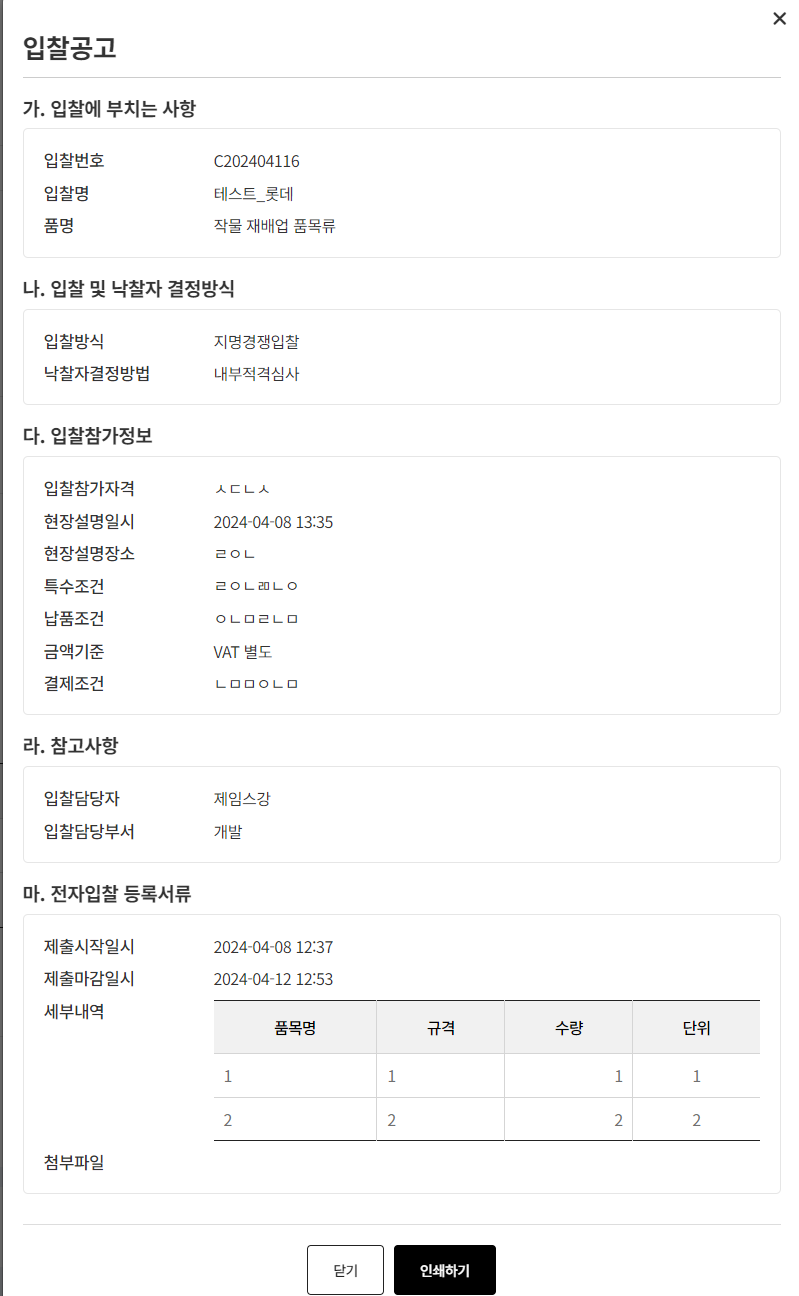 입찰공고
가. 입찰에 부치는 사항
입찰번호 C202404116
입찰명 테스트_롯데
품명 작물 재배업 품목류
나. 입찰 및 낙찰자 결정방식
입찰방식 지명경쟁입찰
낙찰자결정방법 내부적격심사
다. 입찰참가정보
입찰참가자격 ㅅㄷㄴㅅ
현장설명일시 2024-04-08 13:35
현장설명장소 ㄹㅇㄴ
특수조건 ㄹㅇㄴㄻㄴㅇ
납품조건 ㅇㄴㅁㄹㄴㅁ
금액기준 VAT 별도
결제조건 ㄴㅁㅁㅇㄴㅁ
라. 참고사항
입찰담당자 제임스강
입찰담당부서 개발
마. 전자입찰 등록서류
제출시작일시 2024-04-08 12:37
제출마감일시 2024-04-12 12:53
세부내역
품목명 규격 수량 단위
1 1 1 1
2 2 2 2
첨부파일
닫기 인쇄하기